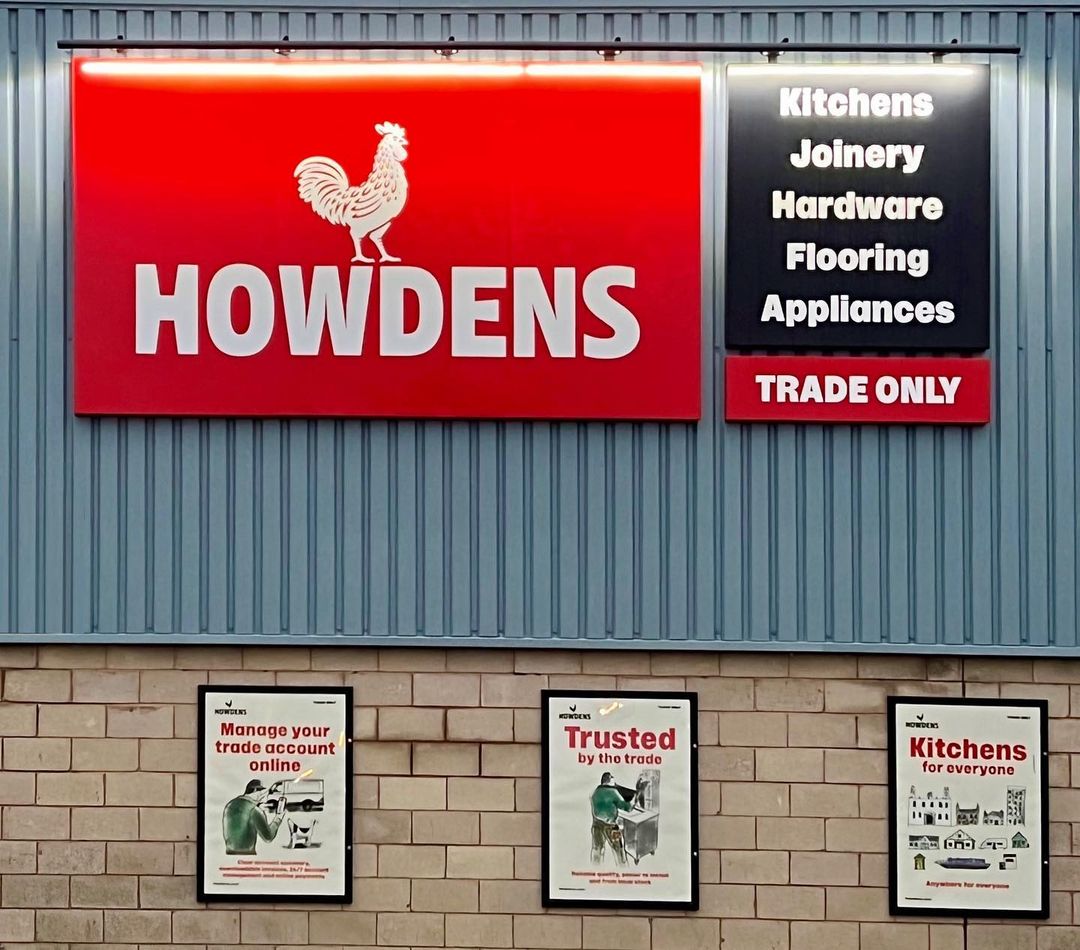 HOWDENS
Kitchens
Joinery
Hardware
Flooring
Appliances
TRADE ONLY
HOWDENS
Manage your
trade account
online
HOWDENS
Trusted
by the trade
HOWDENS
Kitchens
for everyone
Anywhere for everyone